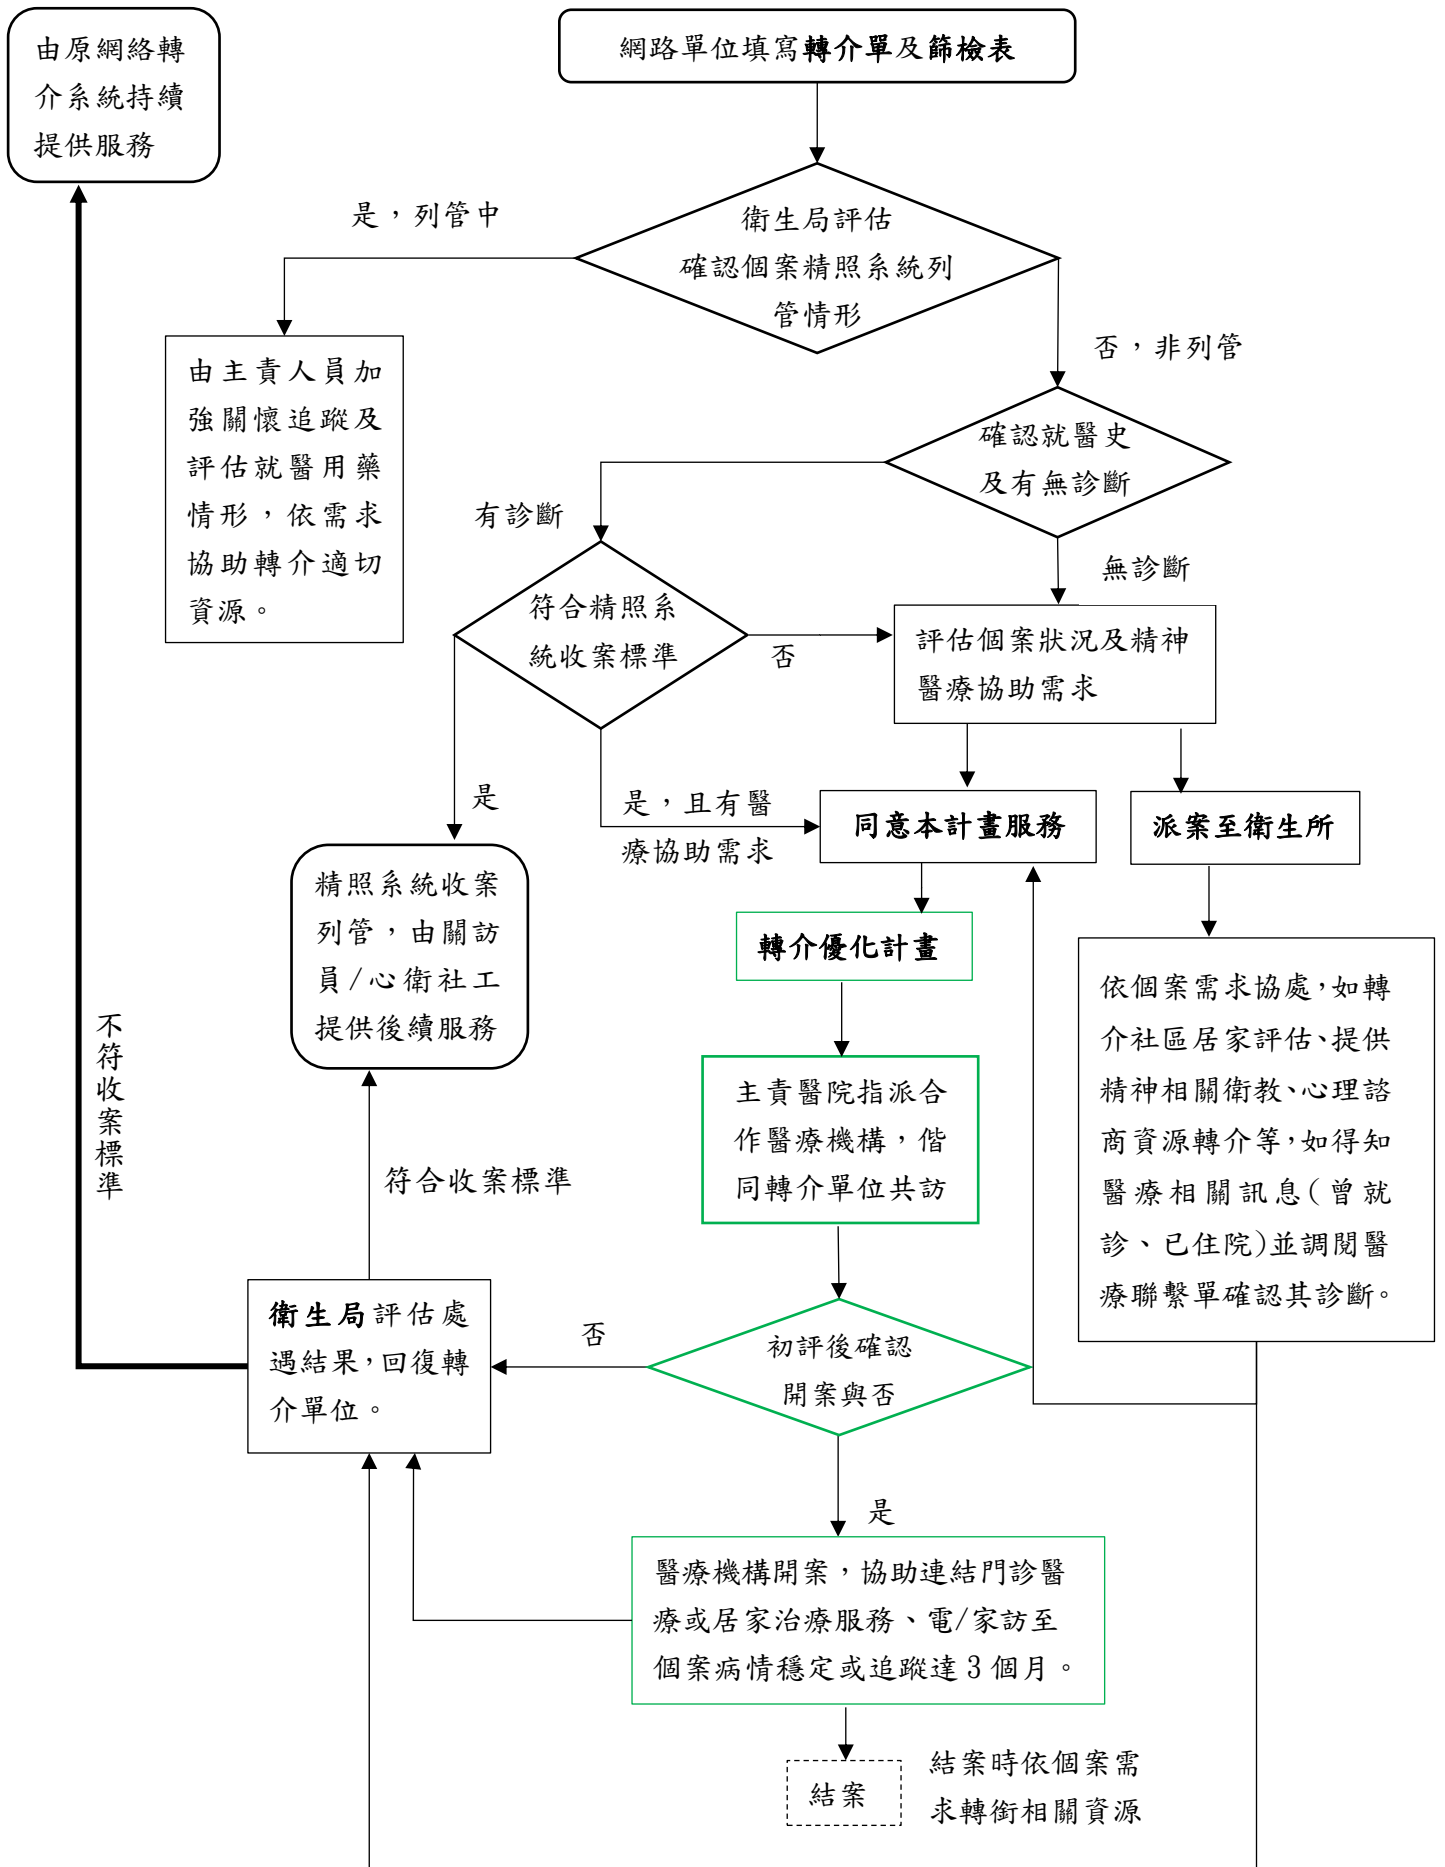 由原網絡轉
介系統持續
提供服務
網路單位填寫轉介單及篩檢表
衛生局評估
確認個案精照系統列
管情形
是，列管中
否，非列管
由主責人員加
強關懷追蹤及
評估就醫用藥
情形，依需求
協助轉介適切
資源。
確認就醫史
及有無診斷
有診斷
無診斷
符合精照系
統收案標準
否
評估個案狀況及精神
醫療協助需求
是
是，且有醫
療協助需求
同意本計畫服務
派案至衛生所
精照系統收案
列管，由關訪
員/心衛社工
提供後續服務
轉介優化計畫
依個案需求協處，如轉
介社區居家評估、提供
精神相關衛教、心理諮
商資源轉介等，如得知
醫療相關訊息(曾就
診、已住院)並調閱醫
療聯繫單確認其診斷。
主責醫院指派合
作醫療機構，偕
同轉介單位共訪
不符收案標準
符合收案標準
衛生局評估處
遇結果，回復轉
介單位。
否
初評後確認
開案與否
是
醫療機構開案，協助連結門診醫
療或居家治療服務、電/家訪至
個案病情穩定或追蹤達 3 個月。
結案
結案時依個案需
求轉銜相關資源